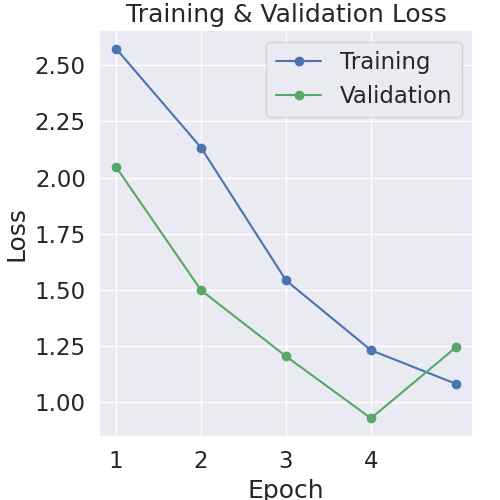 Training & Validation Loss
Training
Validation
2.50
2.25
2.00
1.75
1.50
1.25
1.00
Loss
1 2 3 4
Epoch